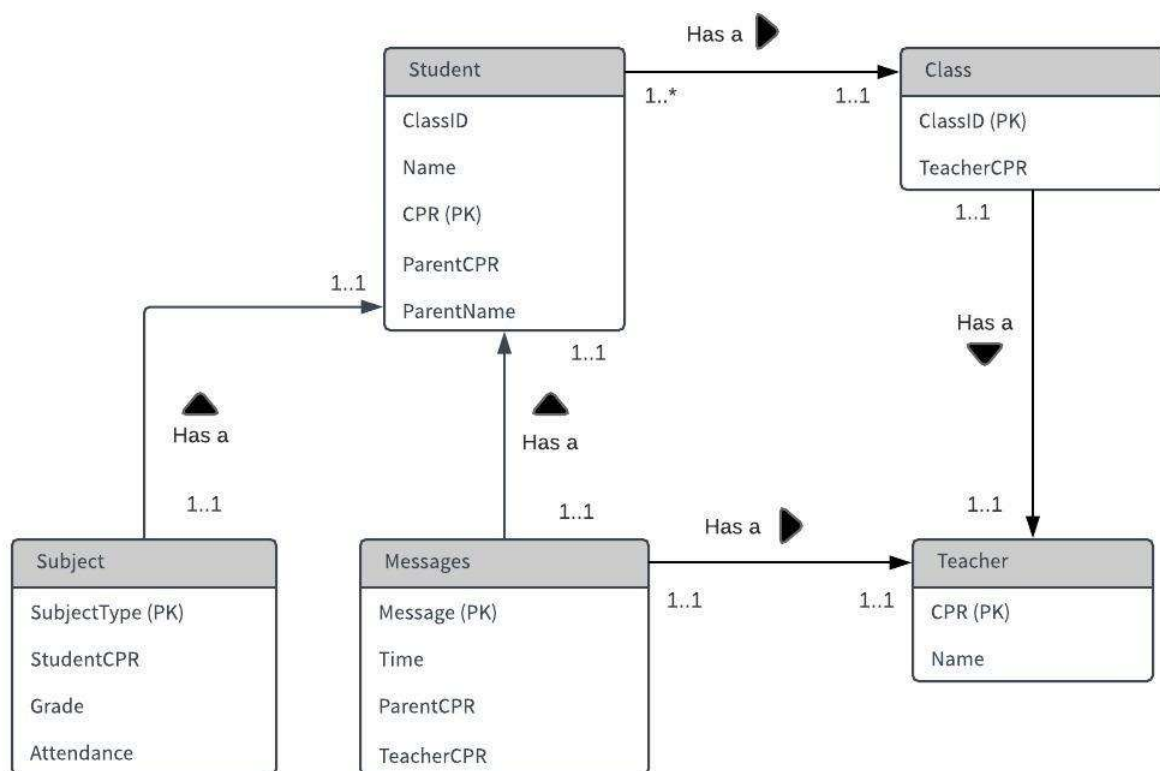 Has a
Student
Class
1..*
1..1
ClassID
Name
CPR (PK)
ParentCPR
ParentName
ClassID (PK)
TeacherCPR
1..1
1..1
1..1
Has a
Has a
Has a
1..1
1..1
1..1
Has a
Subject
SubjectType (PK)
StudentCPR
Grade
Attendance
Messages
Message (PK)
Time
ParentCPR
TeacherCPR
1..1
1..1
Teacher
CPR (PK)
Name